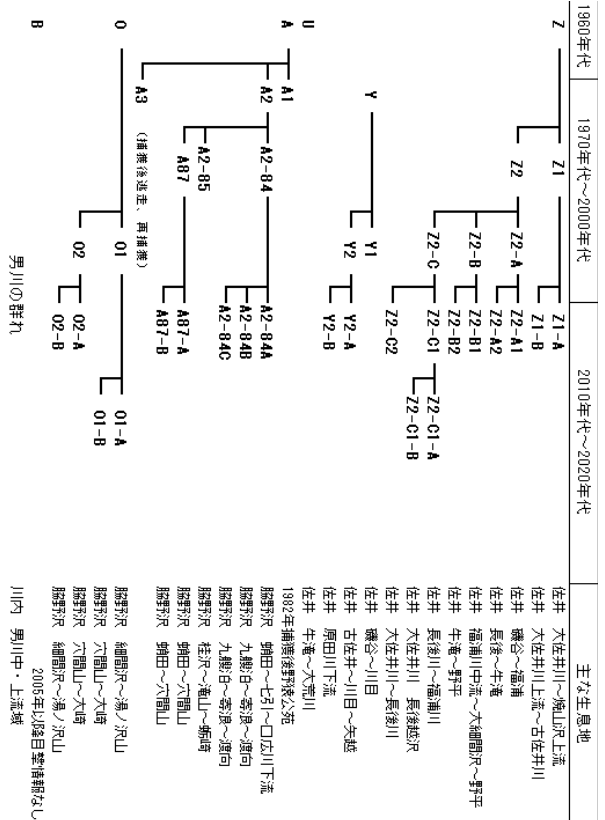 1960年代 1970年代～2000年代 2010年代～2020年代 主な生息地
Z Z1 Z1-A 佐井 大佐井川～焼山沢上流
Z1-B 佐井 大佐井川上流～古佐井川
Z2 Z2-A Z2-A1 佐井 磯谷～福浦
Z2-A2 佐井 長後～牛滝
Z2-B Z2-B1 佐井 福浦川中流～大細間沢～野平
Z2-B2 佐井 牛滝～野平
Z2-C Z2-C1 Z2-C1-A 佐井 長後川～福浦川
Z2-C1-B 佐井 大佐井川 長後越沢
Z2-C2 佐井 大佐井川～長後川
Y Y1 佐井 磯谷～川目
Y2 Y2-A 佐井 古佐井～川目～矢越
Y2-B 佐井 原田川下流
U 佐井 牛滝～大荒川
A A1 1982年捕獲後野猿公苑
A2 A2-84 A2-84A 脇野沢 蛸田～七引～口広川下流
A2-84B 脇野沢 九艘泊～寄浪～渡向
A2-84C 脇野沢 九艘泊～寄浪～渡向
A2-85 脇野沢 桂沢～滝山～蛎崎
A87 A87-A 脇野沢 蛸田～穴間山
A87-B 脇野沢 蛸田～穴間山
A3 (捕獲後逃走、再捕獲)
O O1 O1-A 脇野沢 細間沢～湯ノ沢山
O1-B 脇野沢 穴間山～大崎
O2 O2-A 脇野沢 穴間山～大崎
O2-B 脇野沢 細間沢～湯ノ沢山
B 2005年以降目撃情報なし
男川の群れ 川内 男川中・上流域